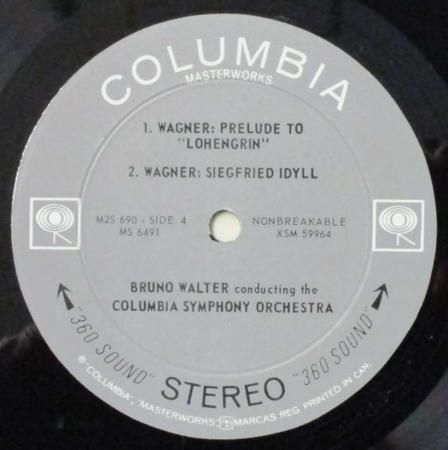 COLUMBIA
MASTERWORKS
1. WAGNER: PRELUDE TO
"LOHENGRIN"
2. WAGNER: SIEGFRIED IDYLL
M2S 690 - SIDE 4
MS 6491
NONBREAKABLE
XSM 59964
BRUNO WALTER conducting the
COLUMBIA SYMPHONY ORCHESTRA
"360 SOUND" STEREO "360 SOUND"
® "COLUMBIA", "MASTERWORKS", MARCAS REG. PRINTED IN CAN.